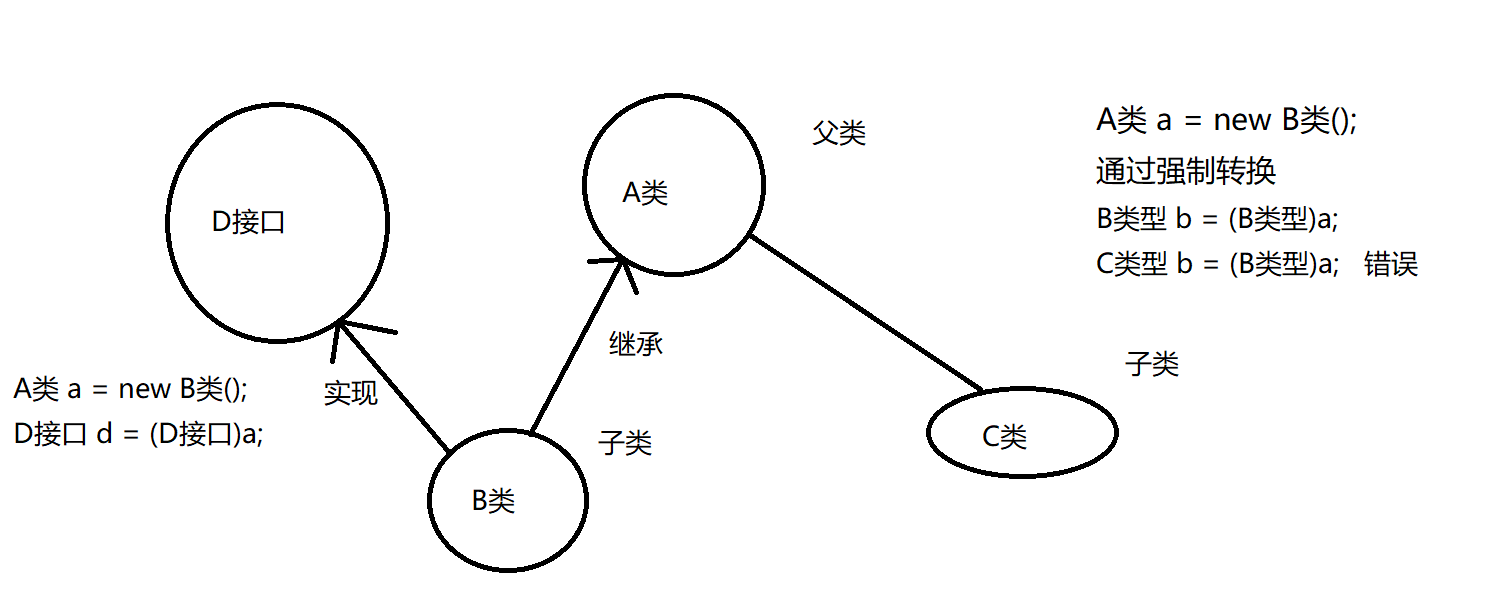 父类
A类 a = new B类();
通过强制转换
B类型 b = (B类型)a;
C类型 b = (B类型)a; 错误
A类
D接口
继承
子类
A类 a = new B类();
实现
D接口 d = (D接口)a;
子类
C类
B类